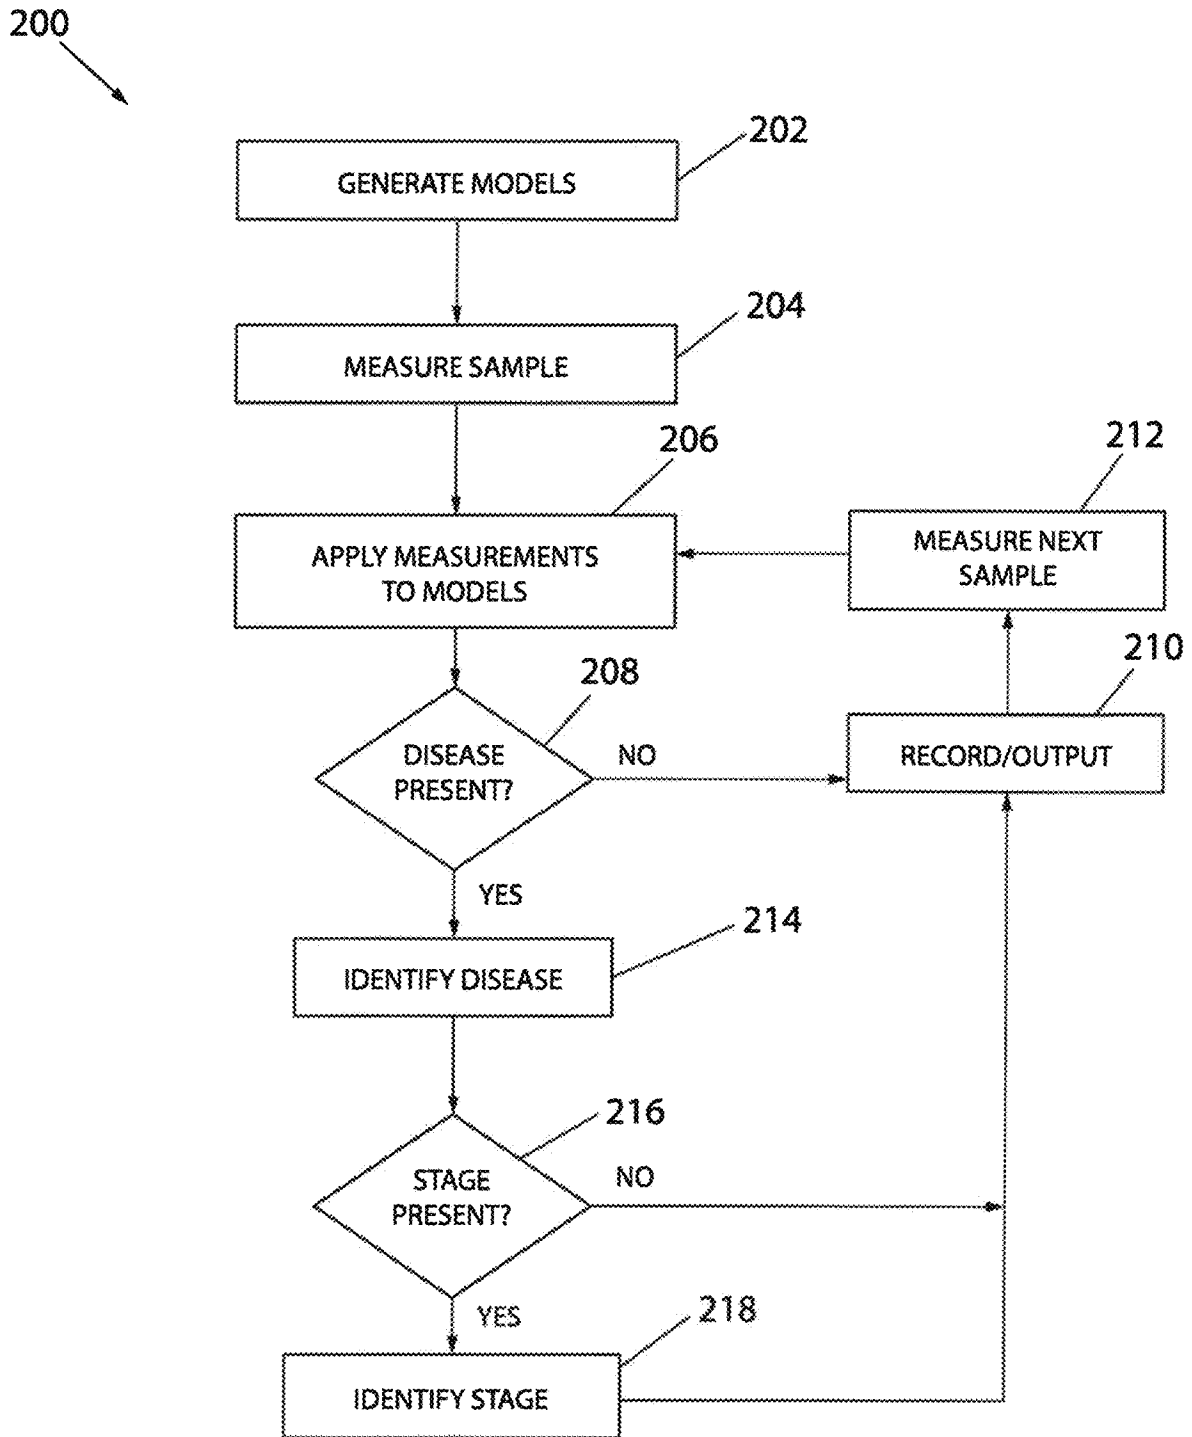 200
202
GENERATE MODELS
204
MEASURE SAMPLE
206
212
APPLY MEASUREMENTS
TO MODELS
MEASURE NEXT
SAMPLE
208
210
DISEASE
PRESENT?
NO
RECORD/OUTPUT
YES
214
IDENTIFY DISEASE
216
STAGE
PRESENT?
NO
YES
218
IDENTIFY STAGE